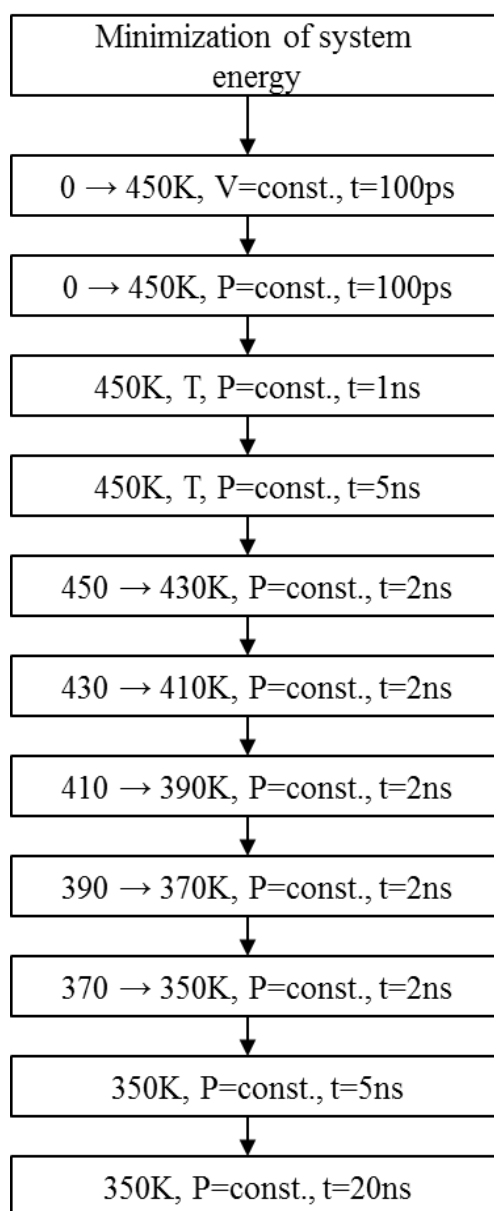 Minimization of system
energy
0 → 450K, V=const., t=100ps
0 → 450K, P=const., t=100ps
450K, T, P=const., t=1ns
450K, T, P=const., t=5ns
450 → 430K, P=const., t=2ns
430 → 410K, P=const., t=2ns
410 → 390K, P=const., t=2ns
390 → 370K, P=const., t=2ns
370 → 350K, P=const., t=2ns
350K, P=const., t=5ns
350K, P=const., t=20ns